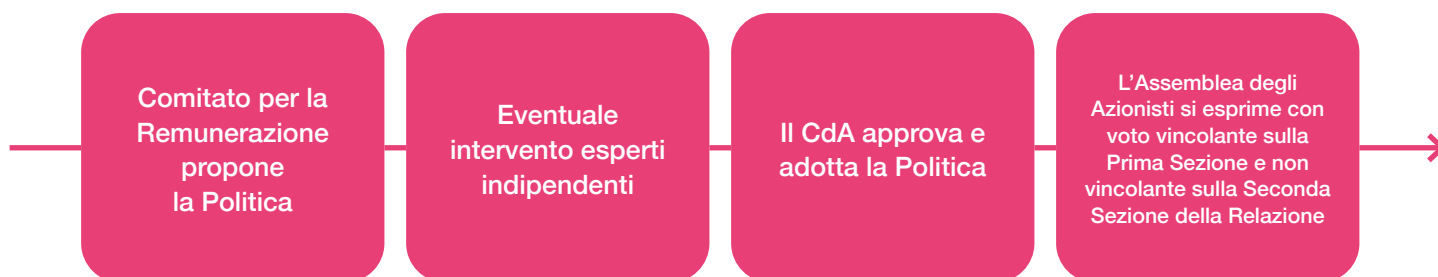 Comitato per la
Remunerazione
propone
la Politica
Eventuale
intervento esperti
indipendenti
Il CdA approva e
adotta la Politica
L'Assemblea degli
Azionisti si esprime con
voto vincolante sulla
Prima Sezione e non
vincolante sulla Seconda
Sezione della Relazione